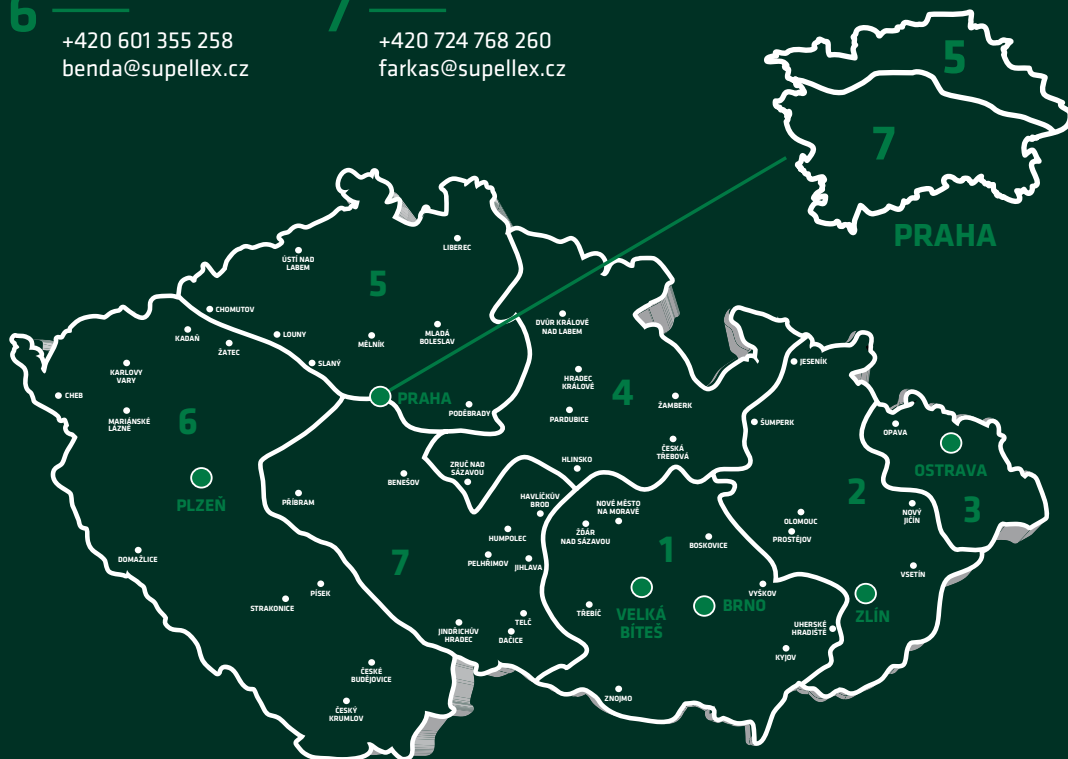 6
+420 601 355 258
benda@supellex.cz
7
+420 724 768 260
farkas@supellex.cz
5
7
PRAHA
LIBEREC
ÚSTÍ NAD
LABEM
5
CHOMUTOV
KADAŇ
ŽATEC
LOUNY
SLANÝ
MĚLNÍK
MLADÁ
BOLESLAV
DVŮR KRÁLOVÉ
NAD LABEM
JESENÍK
KARLOVY
VARY
CHEB
MARIÁNSKÉ
LÁZNĚ
6
PRAHA
PODĚBRADY
HRADEC
KRÁLOVÉ
4
PARDUBICE
ŽAMBERK
ŠUMPERK
OPAVA
OSTRAVA
PLZEŇ
PŘÍBRAM
BENEŠOV
ZRUČ NAD
SÁZAVOU
HLINSKO
ČESKÁ
TŘEBOVÁ
2
3
HAVLÍČKŮV
BROD
NOVÉ MĚSTO
NA MORAVĚ
ŽĎÁR
NAD SÁZAVOU
OLOMOUC
PROSTĚJOV
NOVÝ
JIČÍN
DOMAŽLICE
7
HUMPOLEC
PELHŘIMOV
JIHLAVA
1
BOSKOVICE
VSETÍN
STRAKONICE
PÍSEK
TŘEBÍČ
VELKÁ
BÍTEŠ
BRNO
VYŠKOV
ZLÍN
JINDŘICHŮV
HRADEC
TELČ
DAČICE
UHERSKÉ
HRADIŠTĚ
KYJOV
ČESKÉ
BUDĚJOVICE
ČESKÝ
KRUMLOV
ZNOJMO